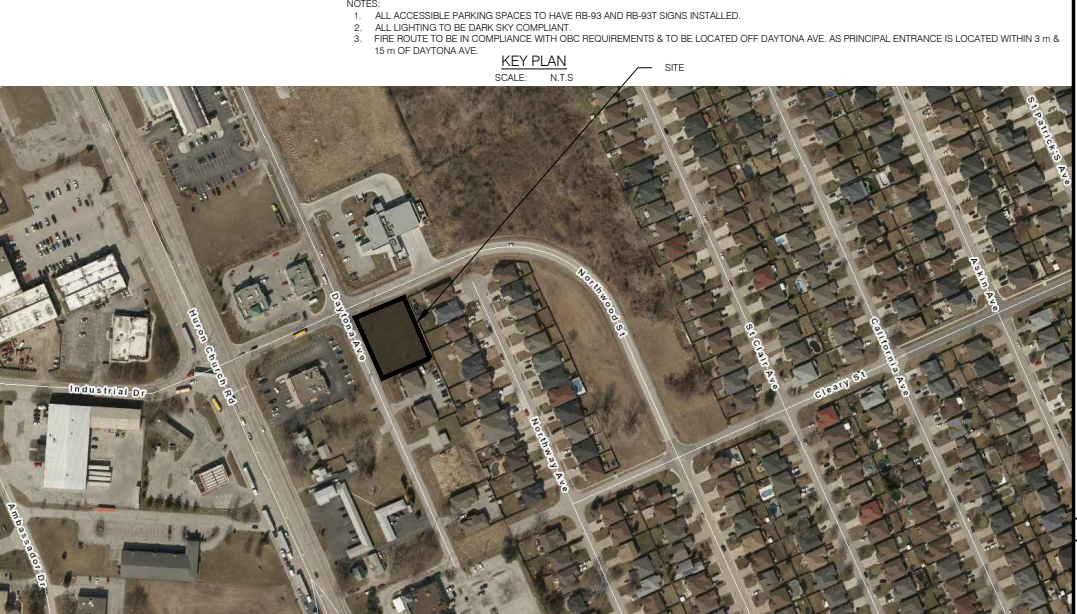 NOTES:
1. ALL ACCESSIBLE PARKING SPACES TO HAVE RB-93 AND RB-93T SIGNS INSTALLED.
2. ALL LIGHTING TO BE DARK SKY COMPLIANT.
3. FIRE ROUTE TO BE IN COMPLIANCE WITH OBC REQUIREMENTS & TO BE LOCATED OFF DAYTONA AVE. AS PRINCIPAL ENTRANCE IS LOCATED WITHIN 3 m &
15 m OF DAYTONA AVE.
KEY PLAN
SCALE: N.T.S
SITE
St Patrick's Ave
Askin Ave
Northwood St
Daytona Ave
Huron Church Rd
St Clair Ave
California Ave
Cleary St
Industrial Dr
Northway Ave
Ambassador Dr